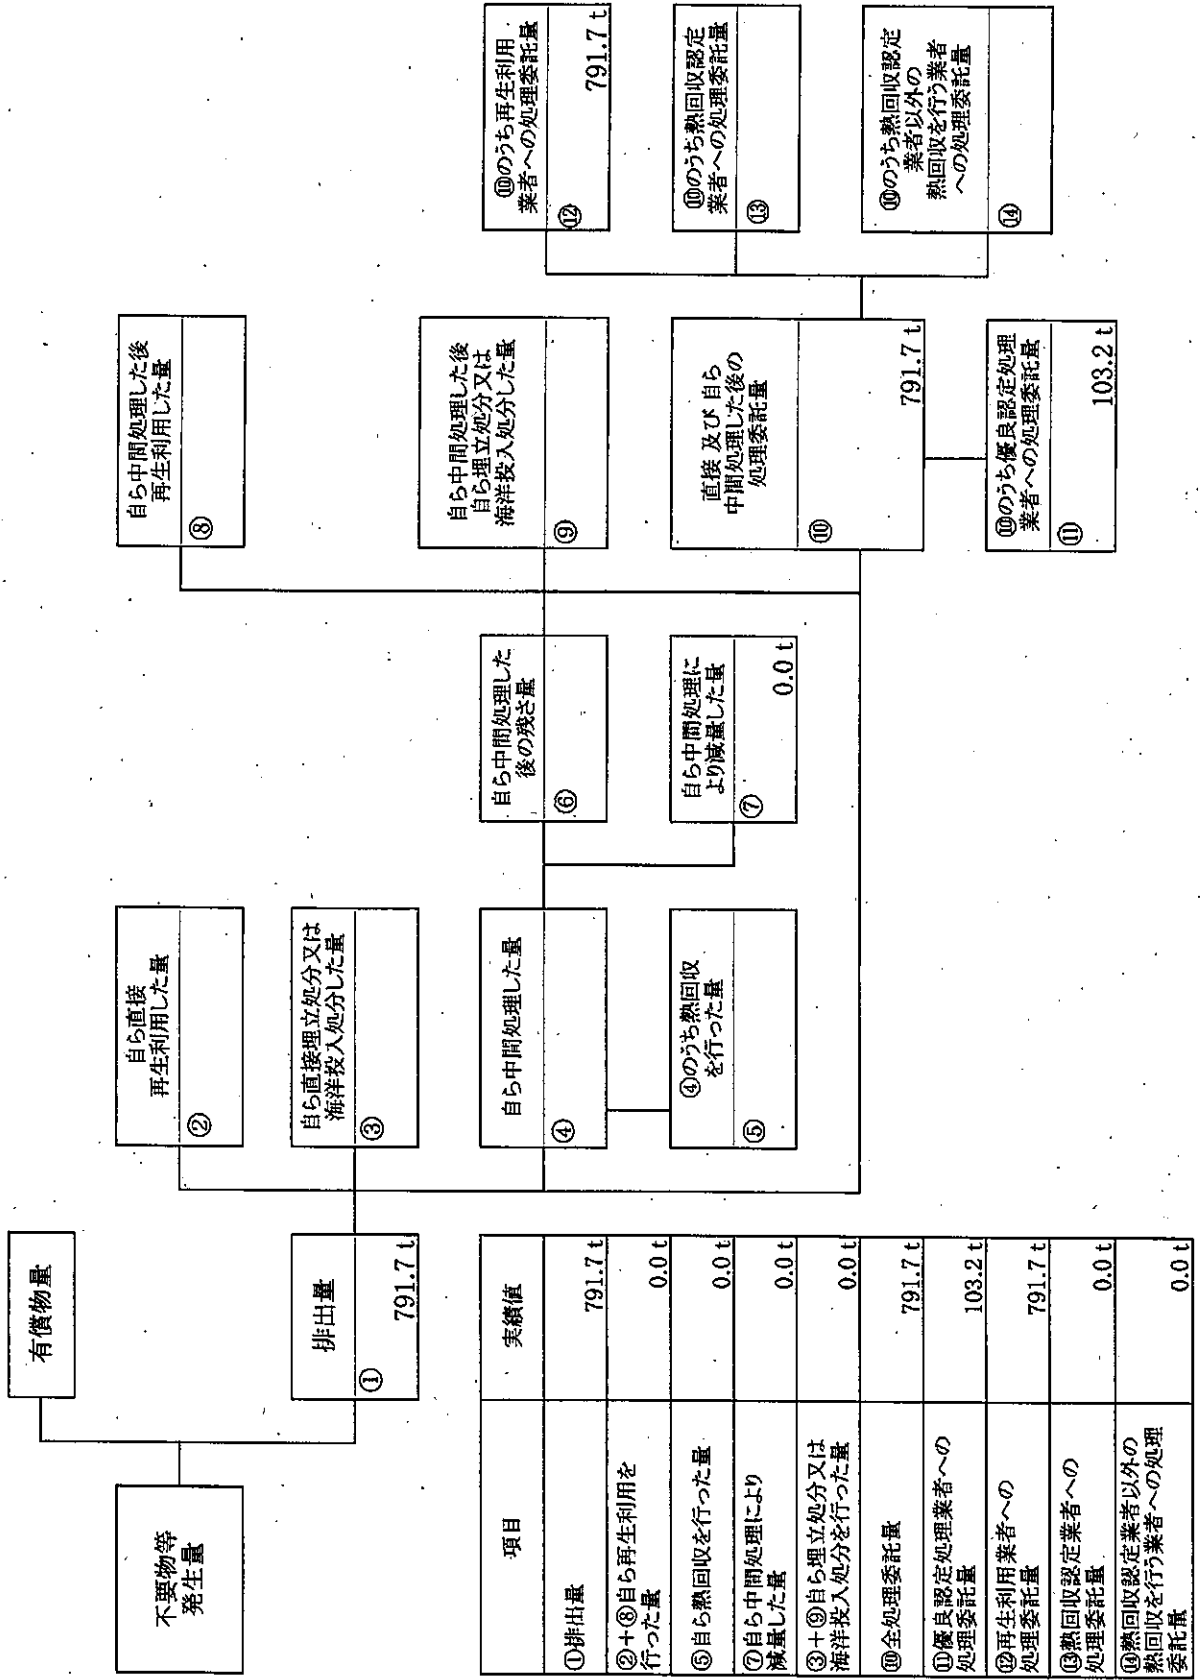 不要物等
発生量
有償物量
排出量
①
791.7 t
自ら直接
再生利用した量
②
自ら直接埋立処分又は
海洋投入処分した量
③
自ら中間処理した量
④
④のうち熱回収
を行った量
⑤
自ら中間処理した
後の残さ量
⑥
自ら中間処理に
より減量した量
⑦
0.0 t
自ら中間処理した後
再生利用した量
⑧
自ら中間処理した後
自ら埋立処分又は
海洋投入処分した量
⑨
直接 及び 自ら
中間処理した後の
処理委託量
⑩
791.7 t
⑩のうち優良認定処理
業者への処理委託量
⑪
103.2 t
⑩のうち再生利用
業者への処理委託量
⑫
791.7 t
⑩のうち熱回収認定
業者への処理委託量
⑬
⑩のうち熱回収認定
業者以外の
熱回収を行う業者
への処理委託量
⑭
項目
実績値
①排出量
791.7 t
②+⑧自ら再生利用を
行った量
0.0 t
⑤自ら熱回収を行った量
0.0 t
⑦自ら中間処理により
減量した量
0.0 t
③+⑨自ら埋立処分又は
海洋投入処分を行った量
0.0 t
⑩全処理委託量
791.7 t
⑪優良認定処理業者への
処理委託量
103.2 t
⑫再生利用業者への
処理委託量
791.7 t
⑬熱回収認定業者への
処理委託量
0.0 t
⑭熱回収認定業者以外の
熱回収を行う業者への処理
委託量
0.0 t